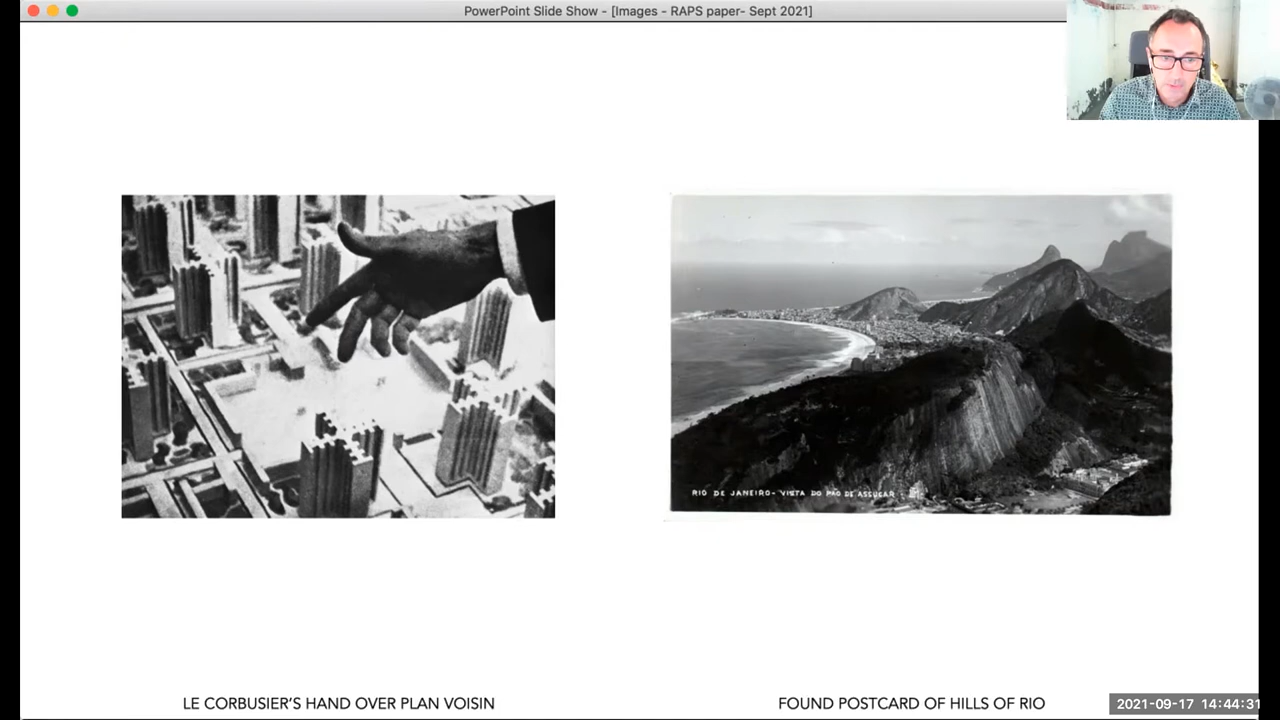 PowerPoint Slide Show - [Images - RAPS paper- Sept 2021]
RIO DE JANEIRO- VISTA DO PÃO DE ASSUCAR
LE CORBUSIER'S HAND OVER PLAN VOISIN
FOUND POSTCARD OF HILLS OF RIO
2021-09-17 14:44:31